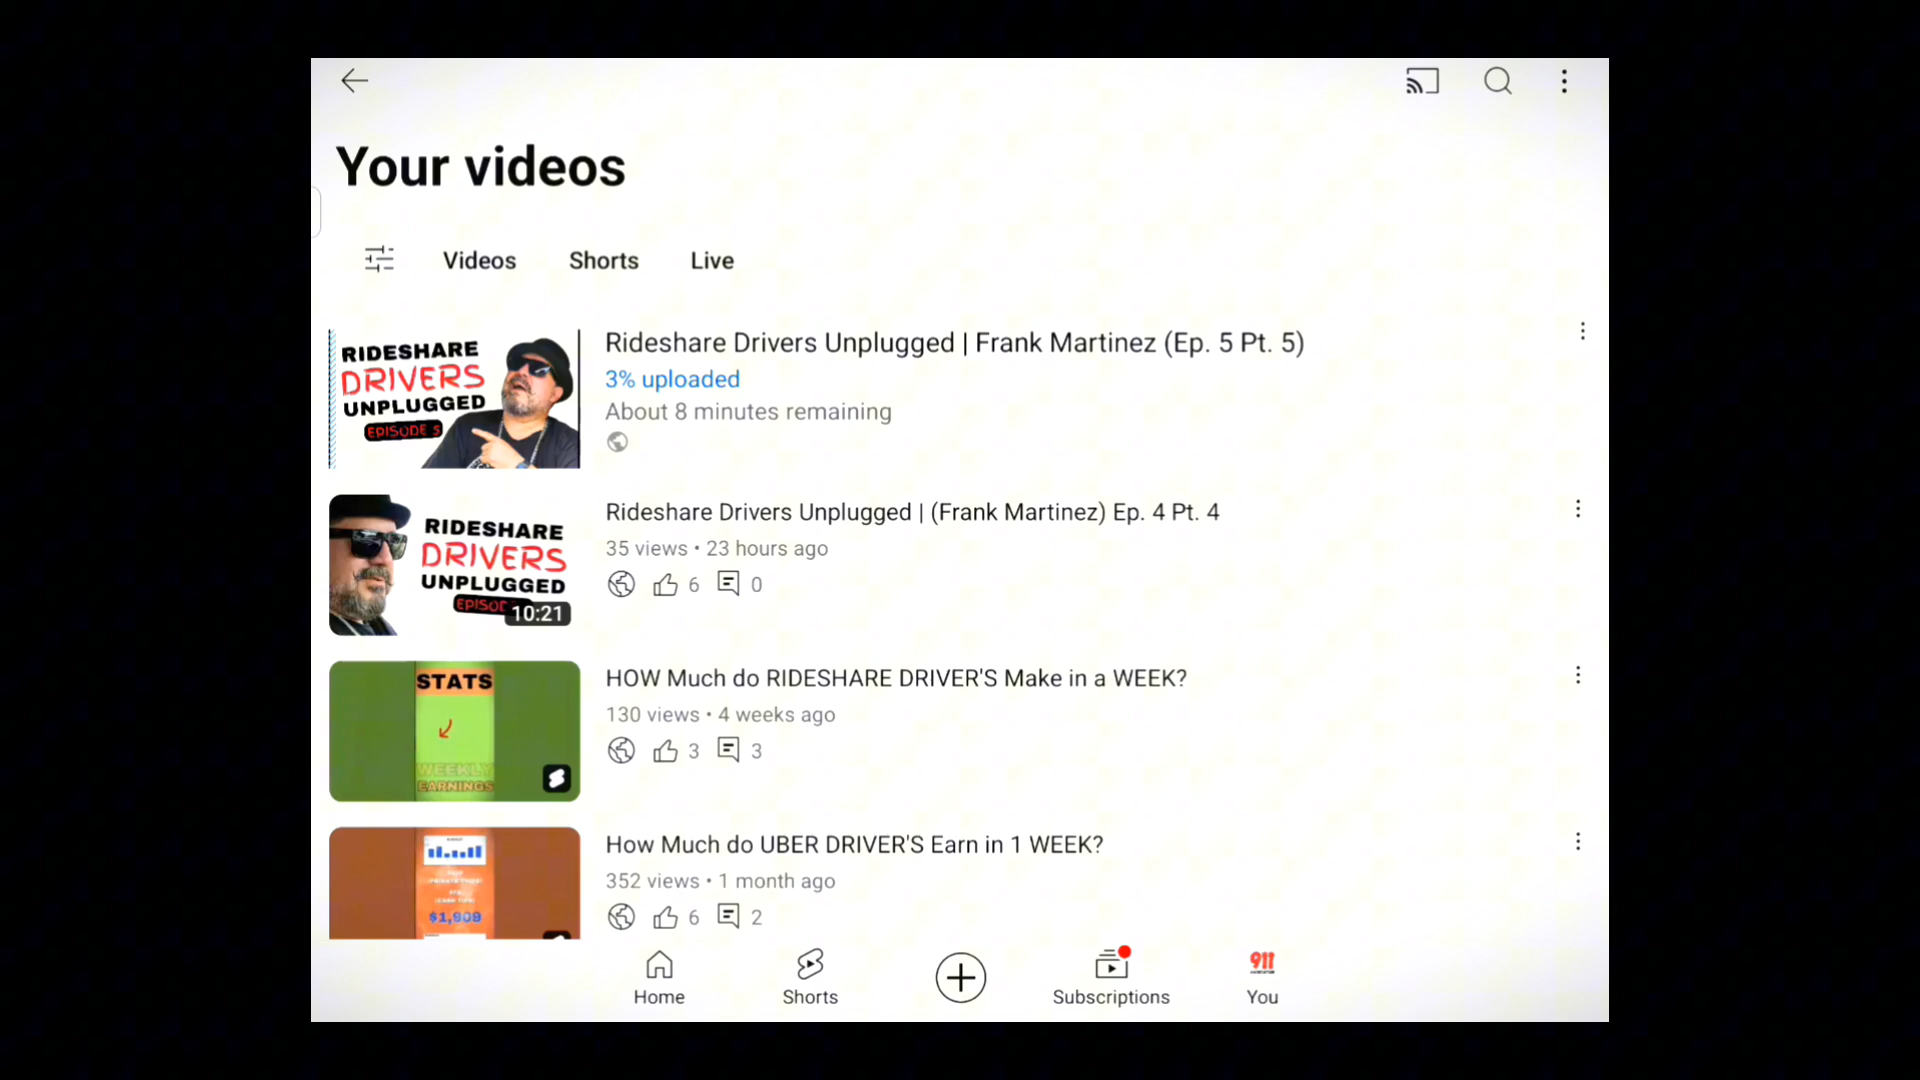 Your videos
Videos Shorts Live
RIDESHARE
DRIVERS
UNPLUGGED
EPISODE 5
Rideshare Drivers Unplugged | Frank Martinez (Ep. 5 Pt. 5)
3% uploaded
About 8 minutes remaining
RIDESHARE
DRIVERS
UNPLUGGED
EPISOD
10:21
Rideshare Drivers Unplugged | (Frank Martinez) Ep. 4 Pt. 4
35 views • 23 hours ago
6 0
STATS
WEEKLY
EARNINGS
HOW Much do RIDESHARE DRIVER'S Make in a WEEK?
130 views • 4 weeks ago
3 3
$1,909
How Much do UBER DRIVER'S Earn in 1 WEEK?
352 views • 1 month ago
6 2
911
Home Shorts Subscriptions You